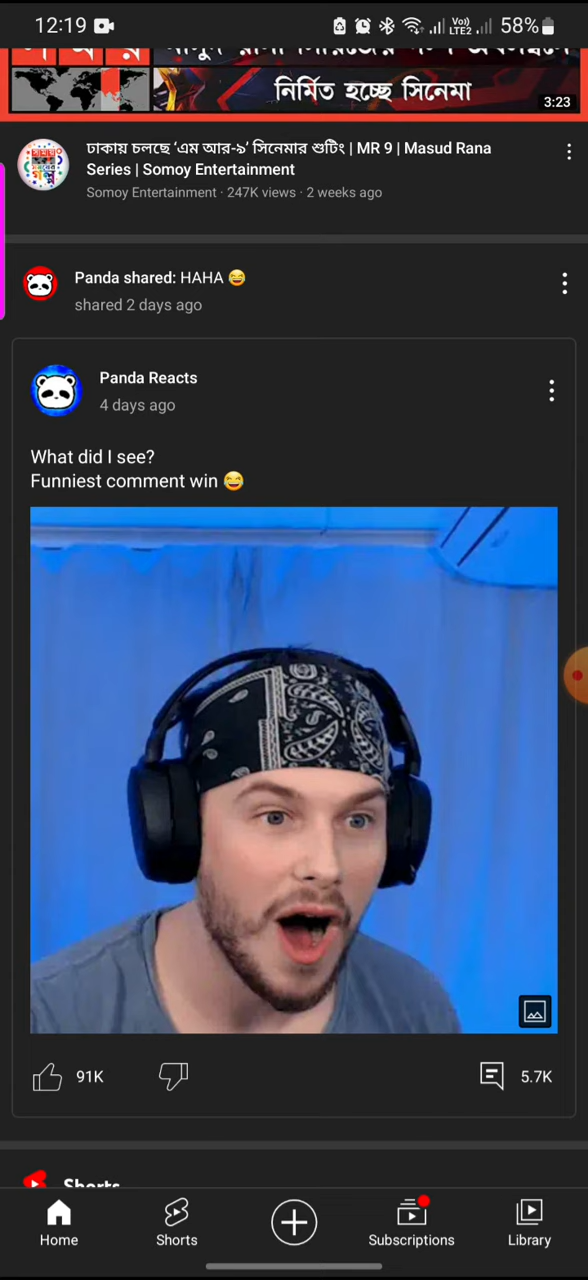 12:19
Vo))
LTE2
58%
নির্মিত হচ্ছে সিনেমা
3:23
ঢাকায় চলছে ‘এম আর-৯’ সিনেমার শুটিং | MR 9 | Masud Rana
Series | Somoy Entertainment
Somoy Entertainment · 247K views · 2 weeks ago
Panda shared: HAHA 😅
shared 2 days ago
Panda Reacts
4 days ago
What did I see?
Funniest comment win 😂
91K
5.7K
Shorts
Home
Shorts
Subscriptions
Library